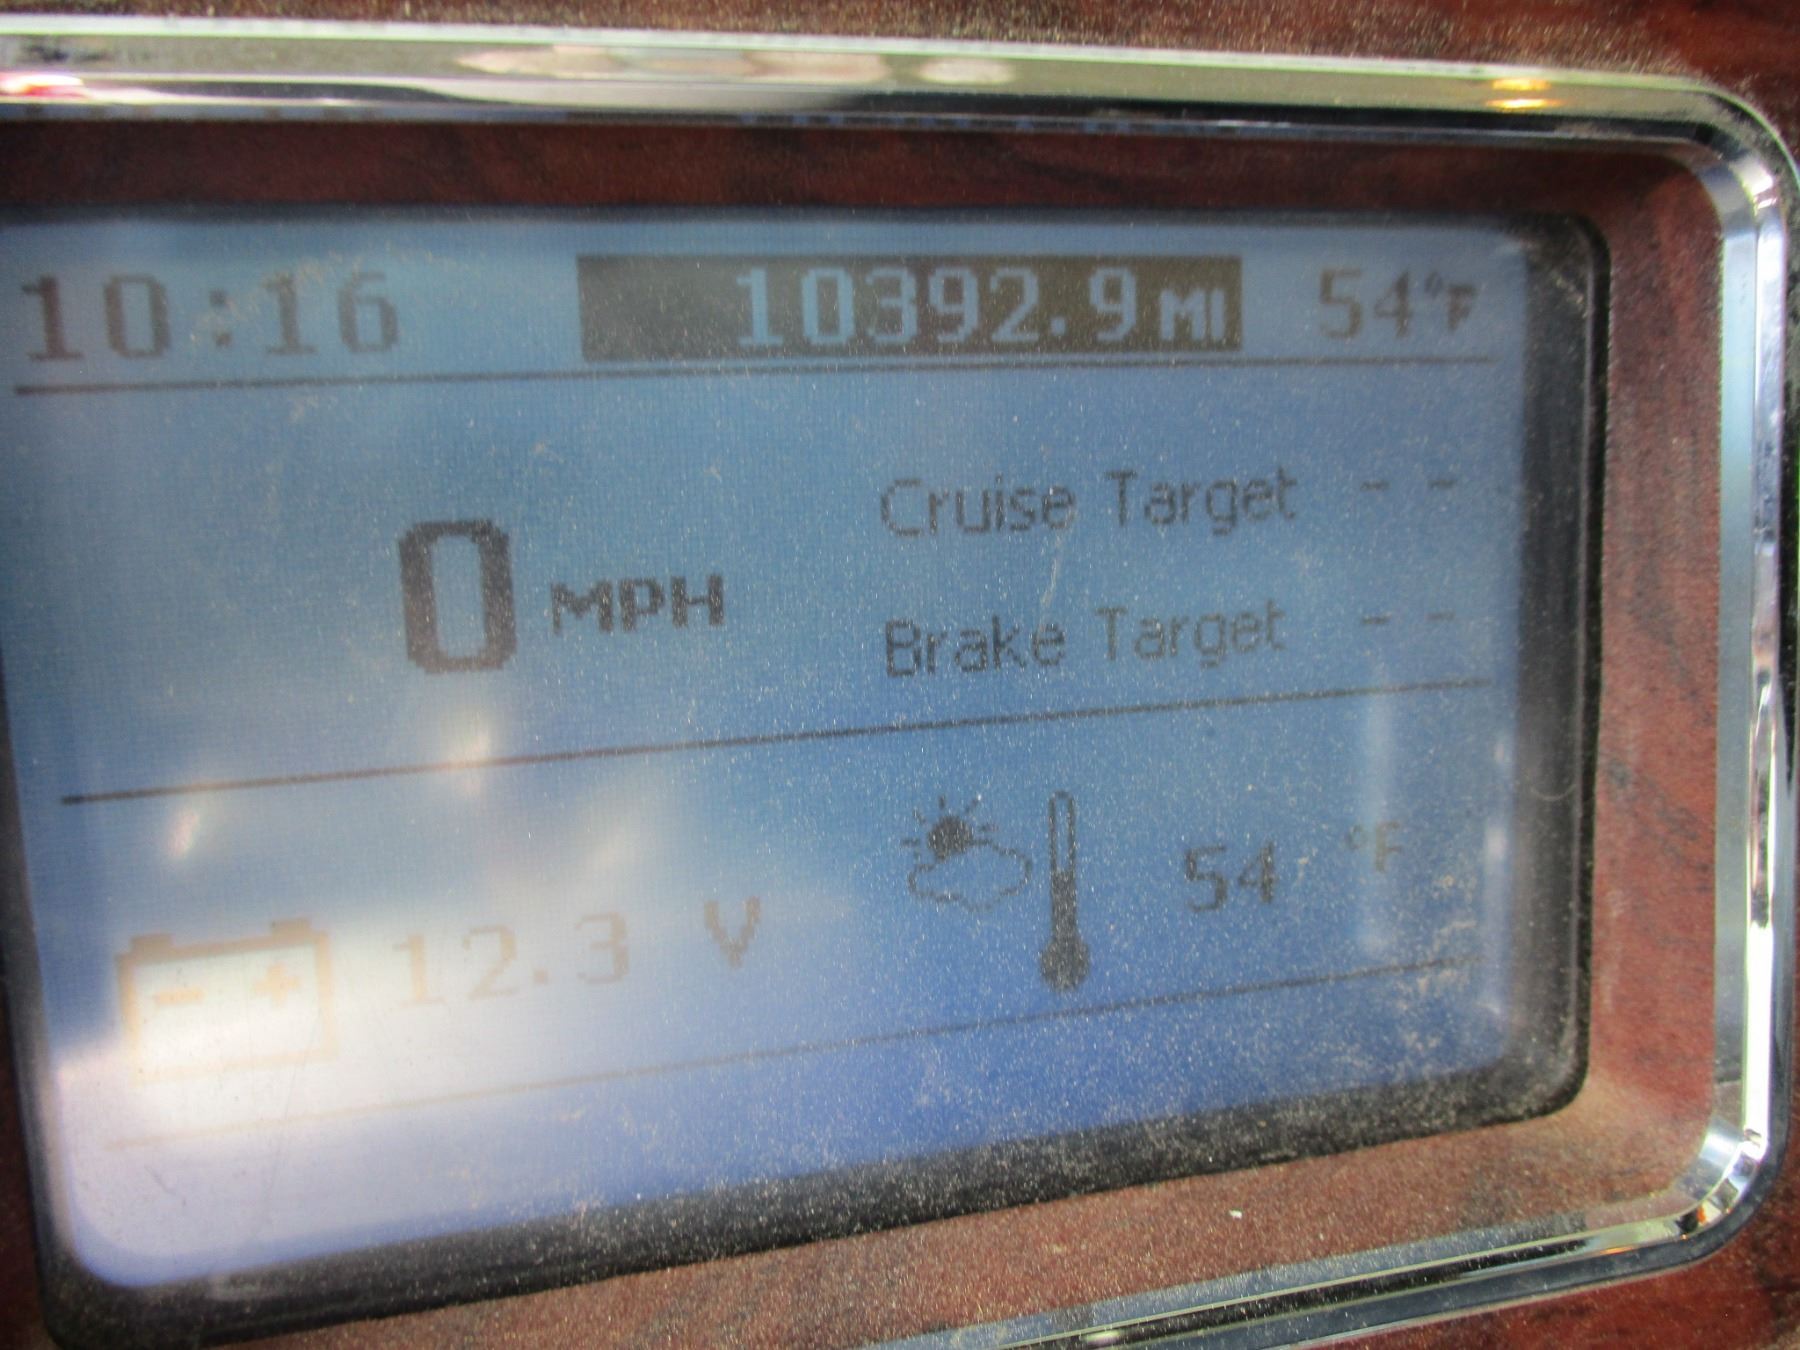 10:16 10392.9 MI 54°F
0 MPH
Cruise Target - -
Brake Target - -
- + 12.3 V
54 °F